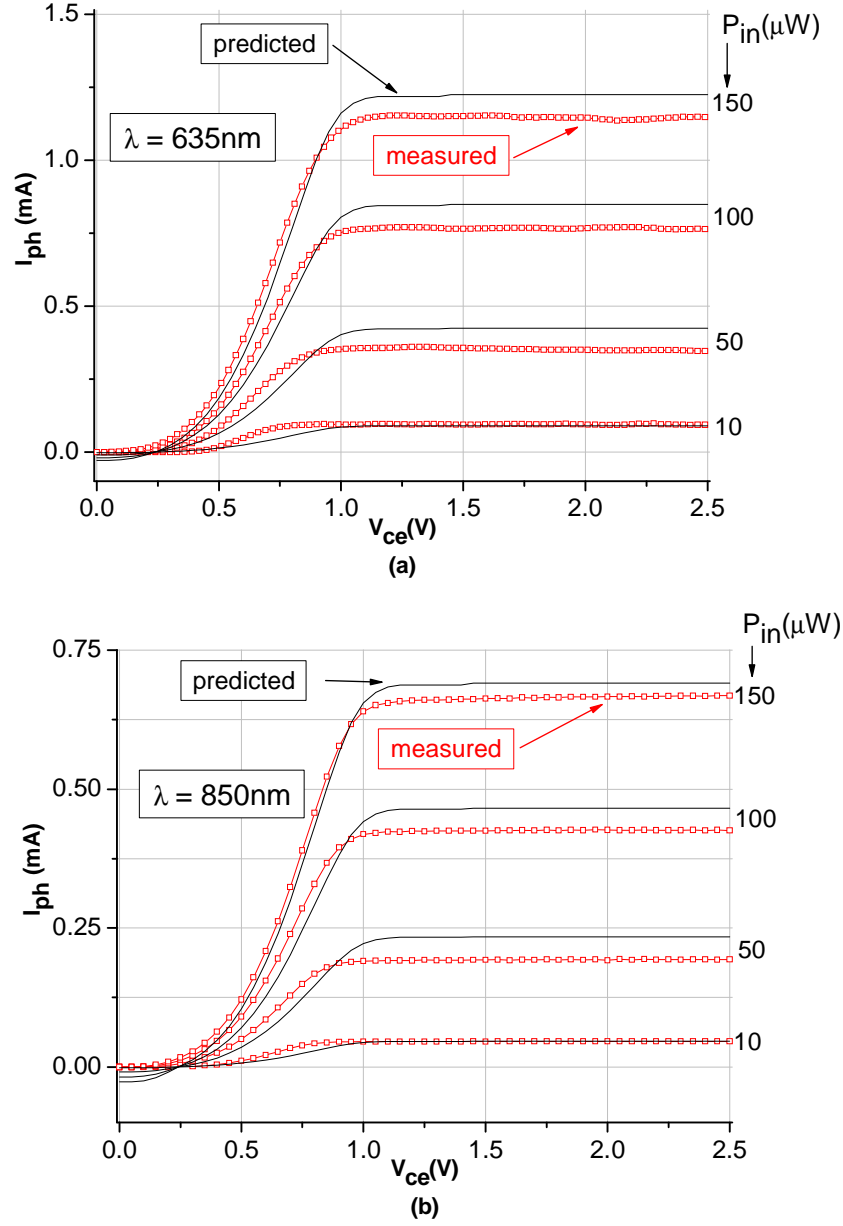 P_in(μW)
1.5
predicted
150
λ = 635nm
measured
1.0
I_ph (mA)
100
0.5
50
10
0.0
0.0 0.5 1.0 1.5 2.0 2.5
V_ce(V)
(a)
P_in(μW)
0.75
predicted
150
measured
λ = 850nm
0.50
100
I_ph (mA)
0.25
50
10
0.00
0.0 0.5 1.0 1.5 2.0 2.5
V_ce(V)
(b)